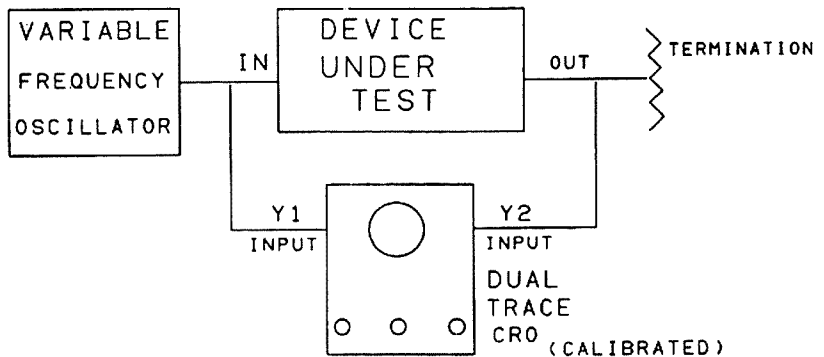 VARIABLE
FREQUENCY
OSCILLATOR
IN
DEVICE
UNDER
TEST
OUT
TERMINATION
Y1
INPUT
Y2
INPUT
DUAL
TRACE
CRO (CALIBRATED)